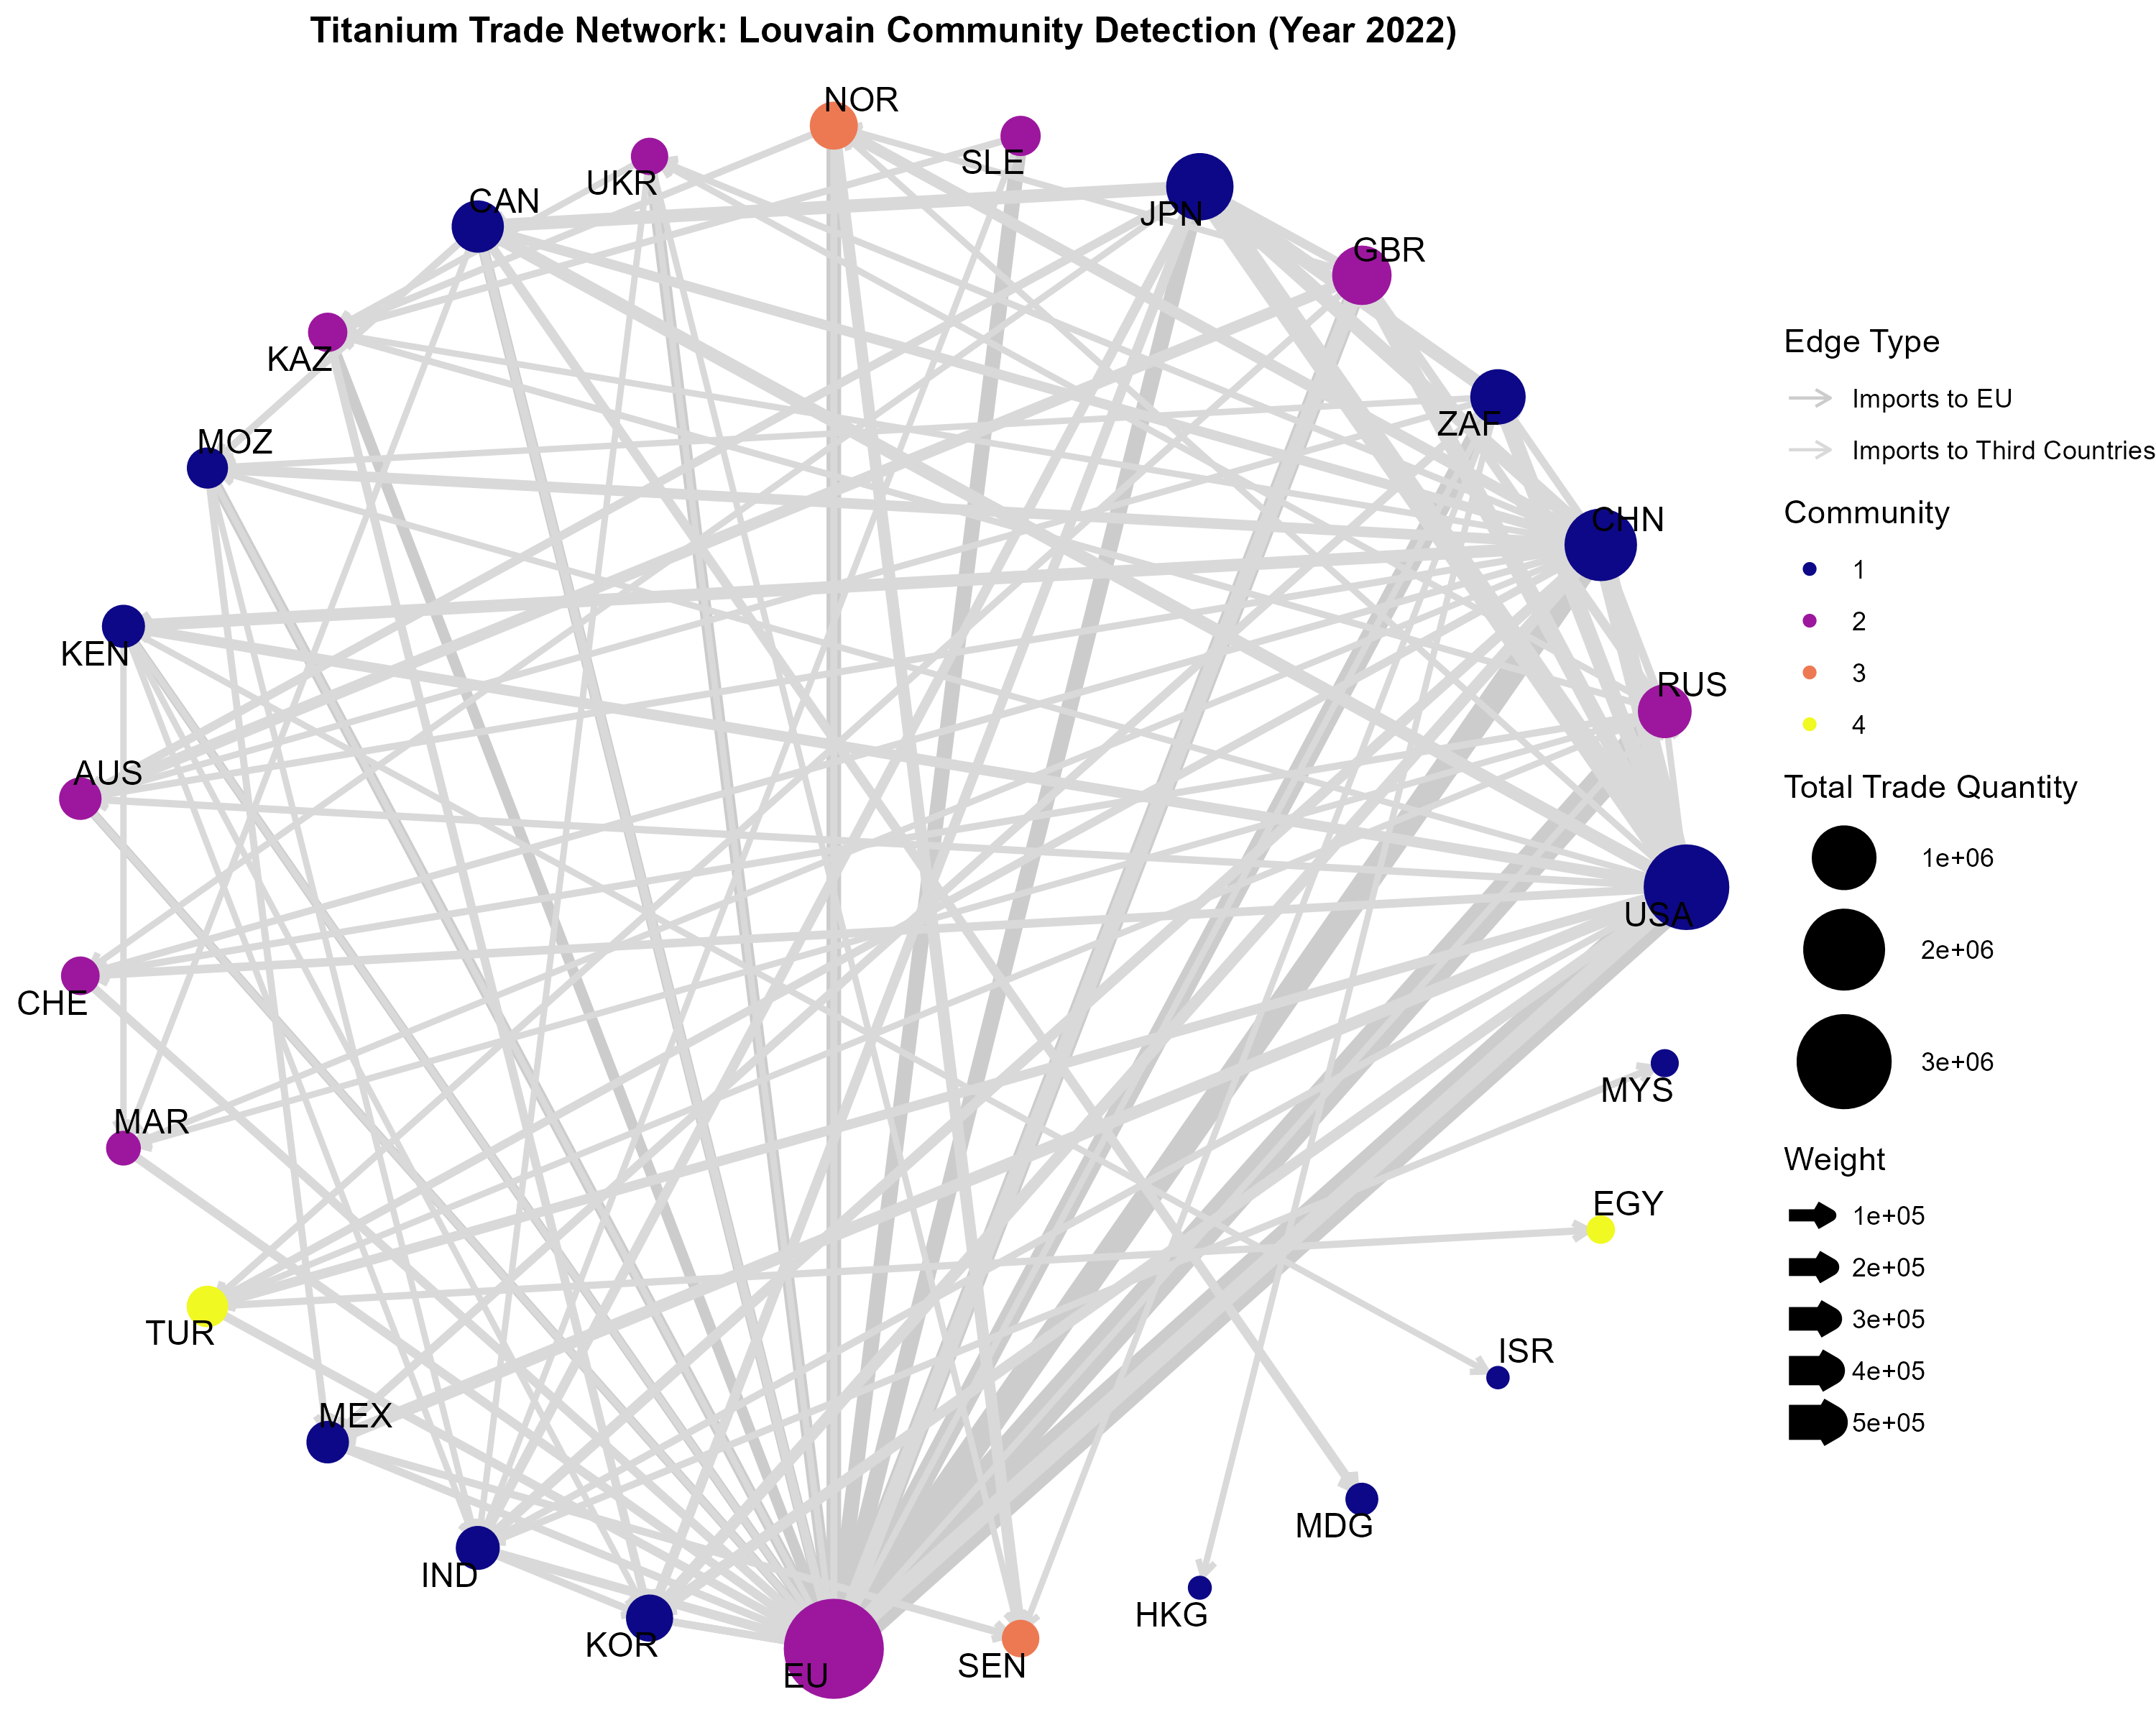 Titanium Trade Network: Louvain Community Detection (Year 2022)
NOR
SLE
UKR
CAN
JPN
GBR
KAZ
ZAF
MOZ
CHN
KEN
RUS
AUS
USA
CHE
MYS
MAR
EGY
TUR
ISR
MEX
MDG
IND
HKG
KOR
SEN
EU
Edge Type
Imports to EU
Imports to Third Countries
Community
1
2
3
4
Total Trade Quantity
1e+06
2e+06
3e+06
Weight
1e+05
2e+05
3e+05
4e+05
5e+05